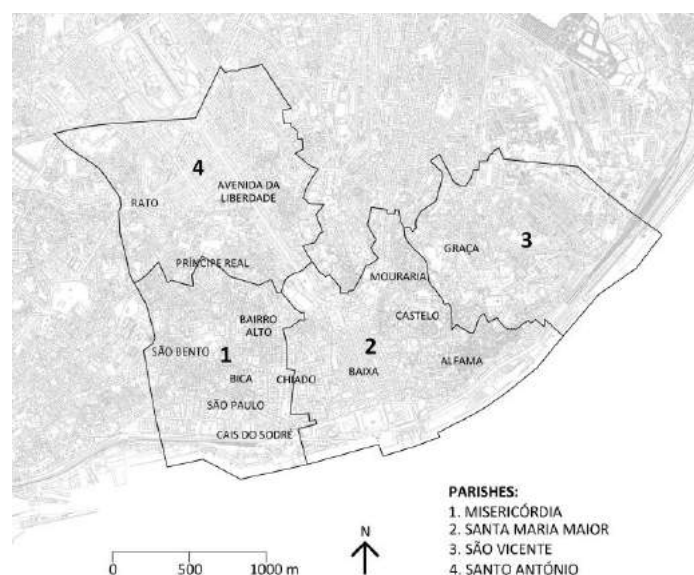 4
AVENIDA DA
LIBERDADE
RATO
PRÍNCIPE REAL
3
GRAÇA
MOURARIA
CASTELO
BAIRRO
ALTO
SÃO BENTO
1
2
ALFAMA
BICA
CHIADO
BAIXA
SÃO PAULO
CAIS DO SODRÉ
PARISHES:
1. MISERICÓRDIA
2. SANTA MARIA MAIOR
3. SÃO VICENTE
4. SANTO ANTÓNIO
N
0 500 1000 m